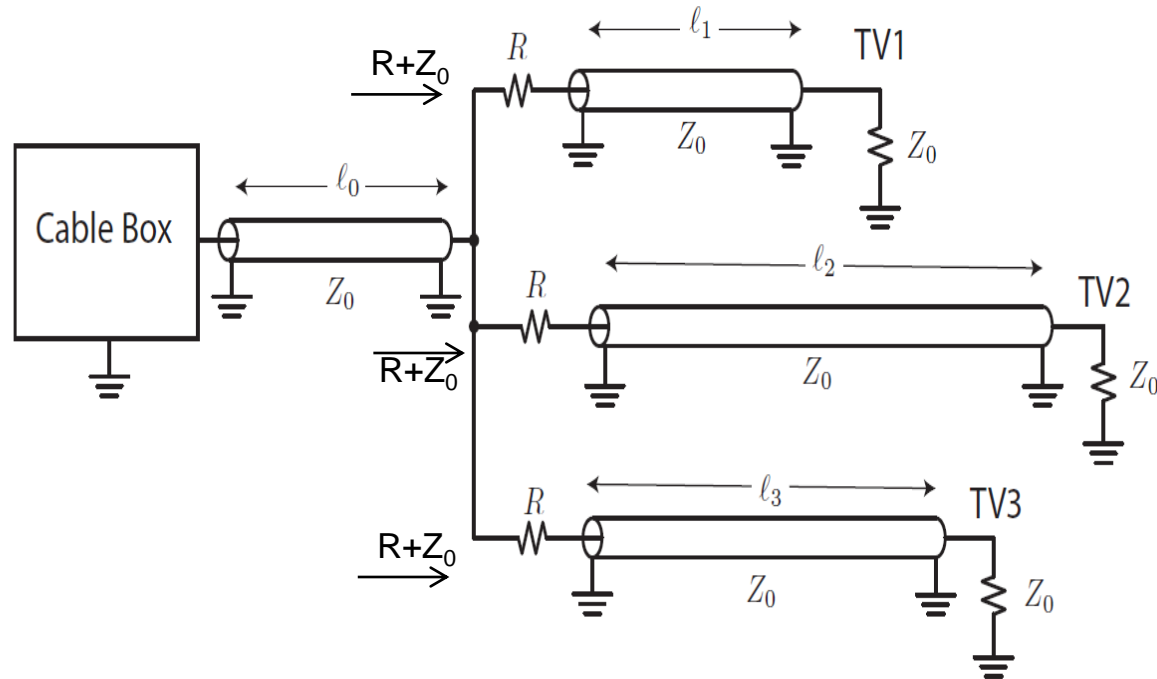 ℓ₁
TV1
R
R+Z₀
Z₀
Z₀
ℓ₀
Cable Box
Z₀
ℓ₂
TV2
R
R+Z₀
Z₀
Z₀
ℓ₃
TV3
R
R+Z₀
Z₀
Z₀